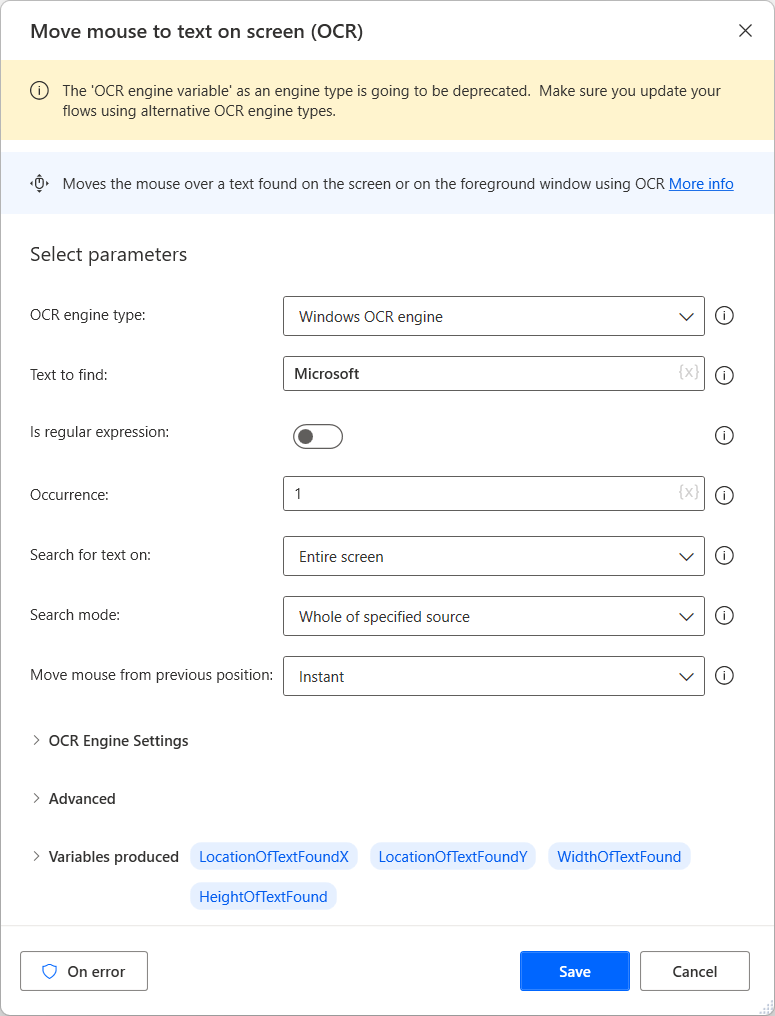 Move mouse to text on screen (OCR)
The 'OCR engine variable' as an engine type is going to be deprecated.  Make sure you update your
flows using alternative OCR engine types.
Moves the mouse over a text found on the screen or on the foreground window using OCR More info
Select parameters
OCR engine type: Windows OCR engine
Text to find: Microsoft {x}
Is regular expression:
Occurrence: 1 {x}
Search for text on: Entire screen
Search mode: Whole of specified source
Move mouse from previous position: Instant
OCR Engine Settings
Advanced
Variables produced LocationOfTextFoundX LocationOfTextFoundY WidthOfTextFound
HeightOfTextFound
On error Save Cancel